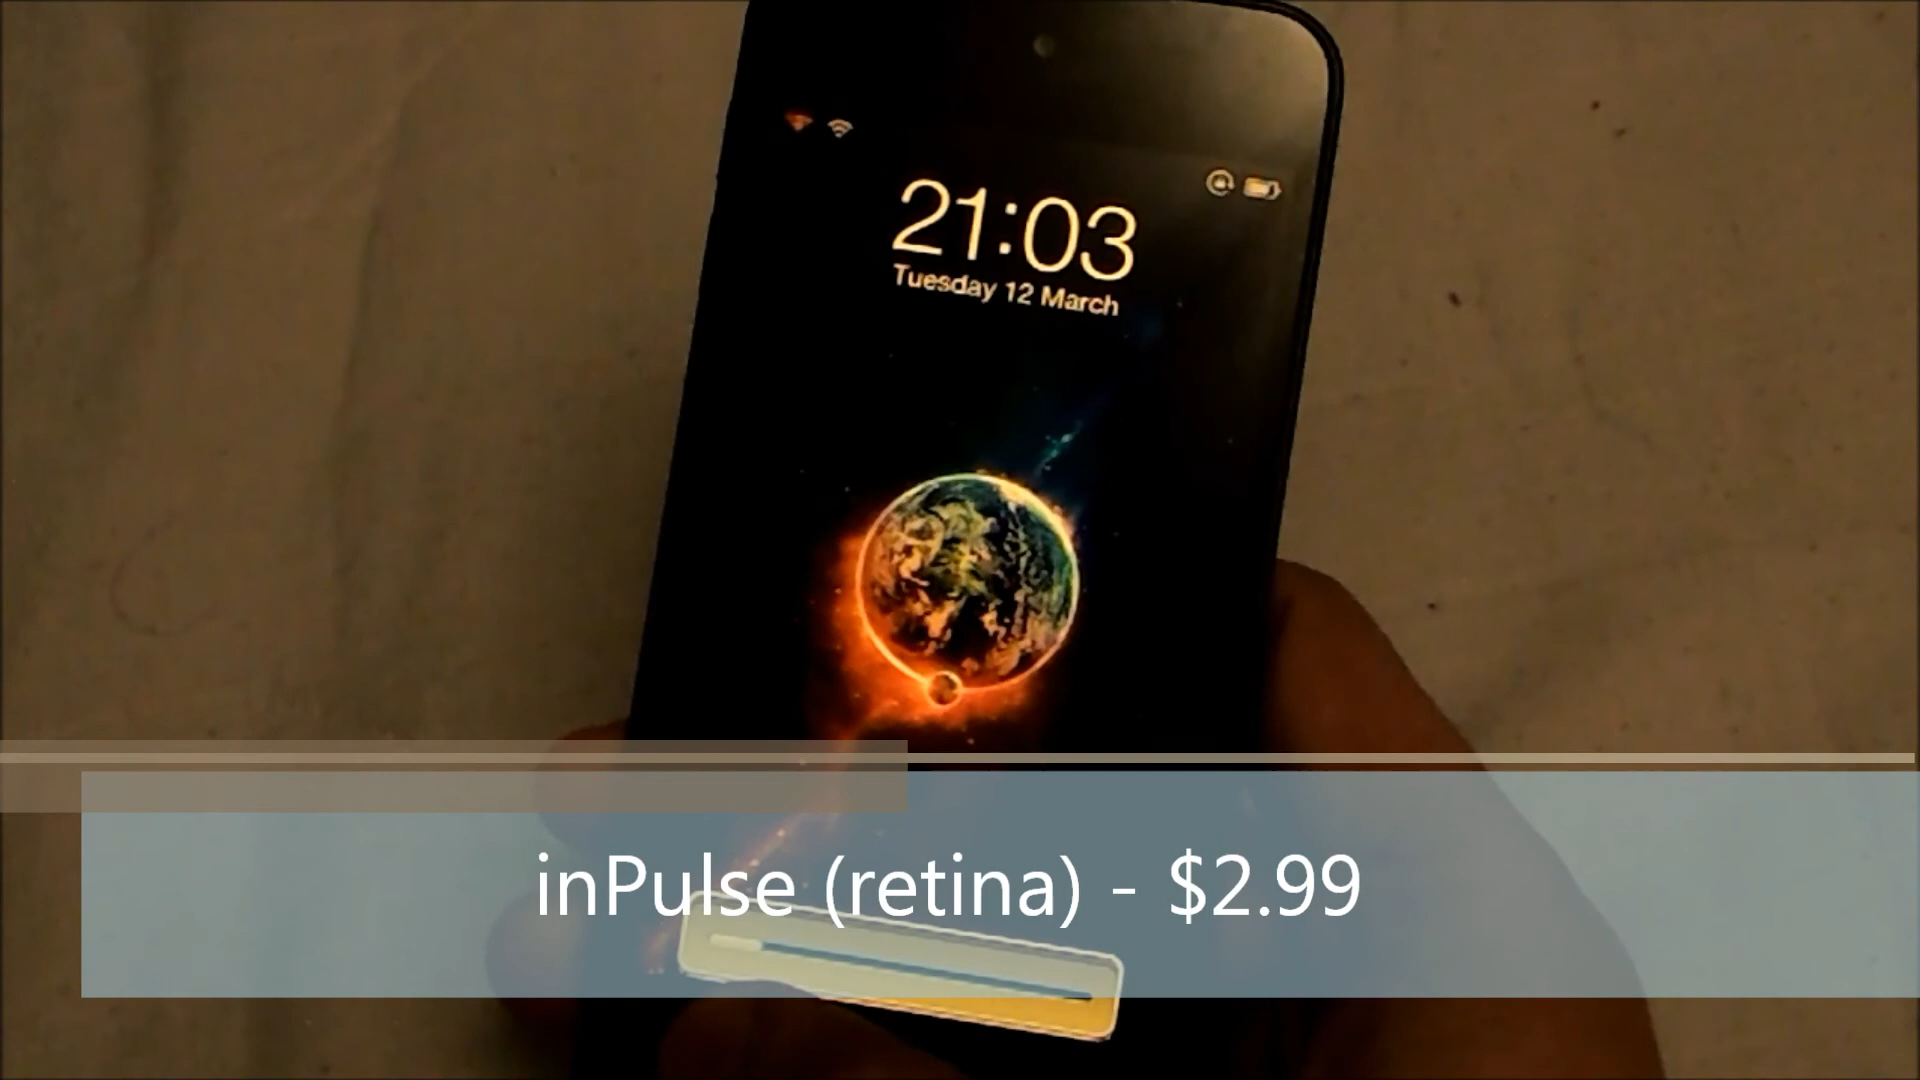 21:03
Tuesday 12 March
inPulse (retina) - $2.99